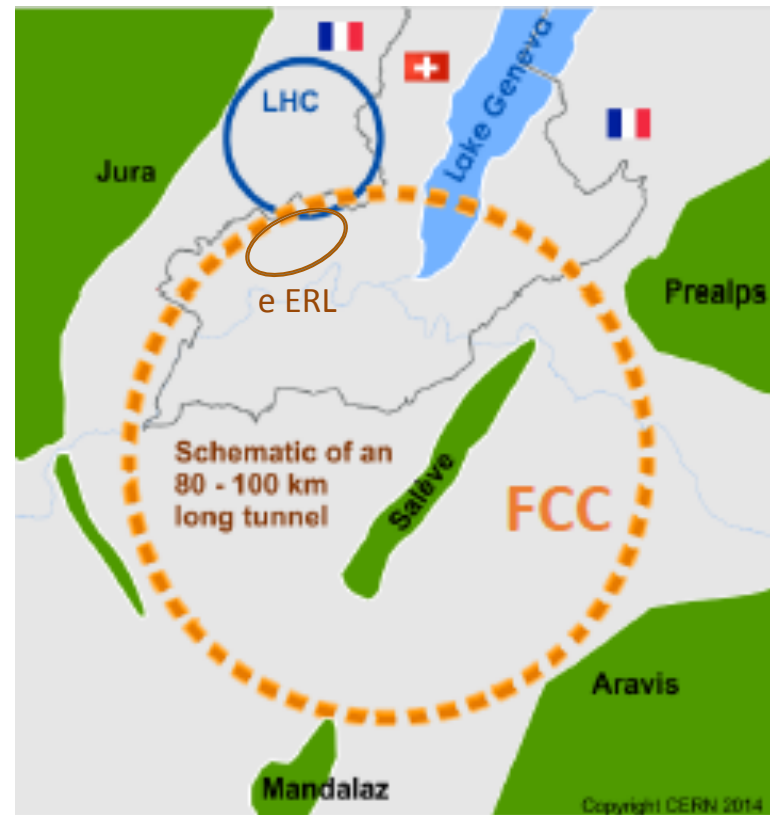 LHC
Lake Geneva
Jura
e ERL
Prealps
Schematic of an
80 - 100 km
long tunnel
Salève
FCC
Aravis
Mandalaz
Copyright CERN 2014